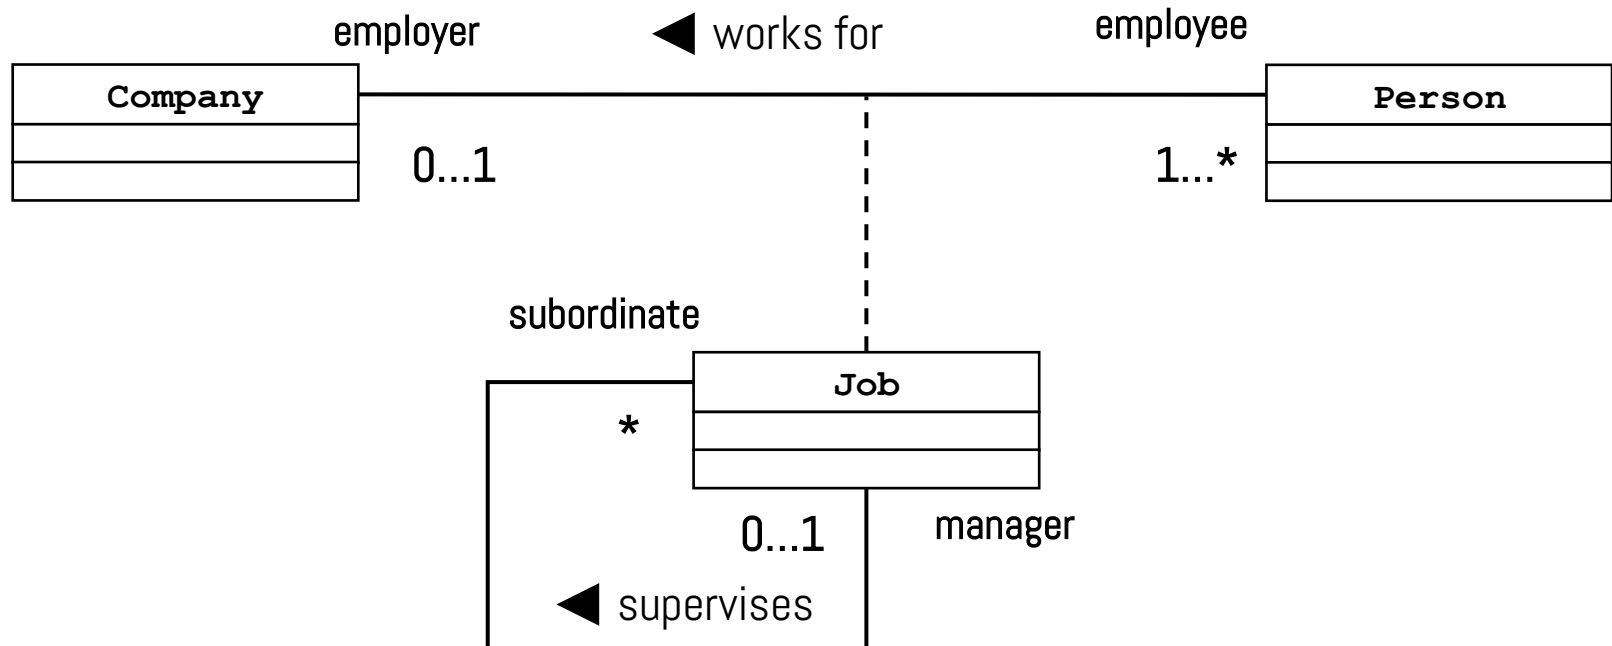 employer
◀ works for
employee
Company
Person
0...1
1...*
subordinate
Job
*
0...1
manager
◀ supervises